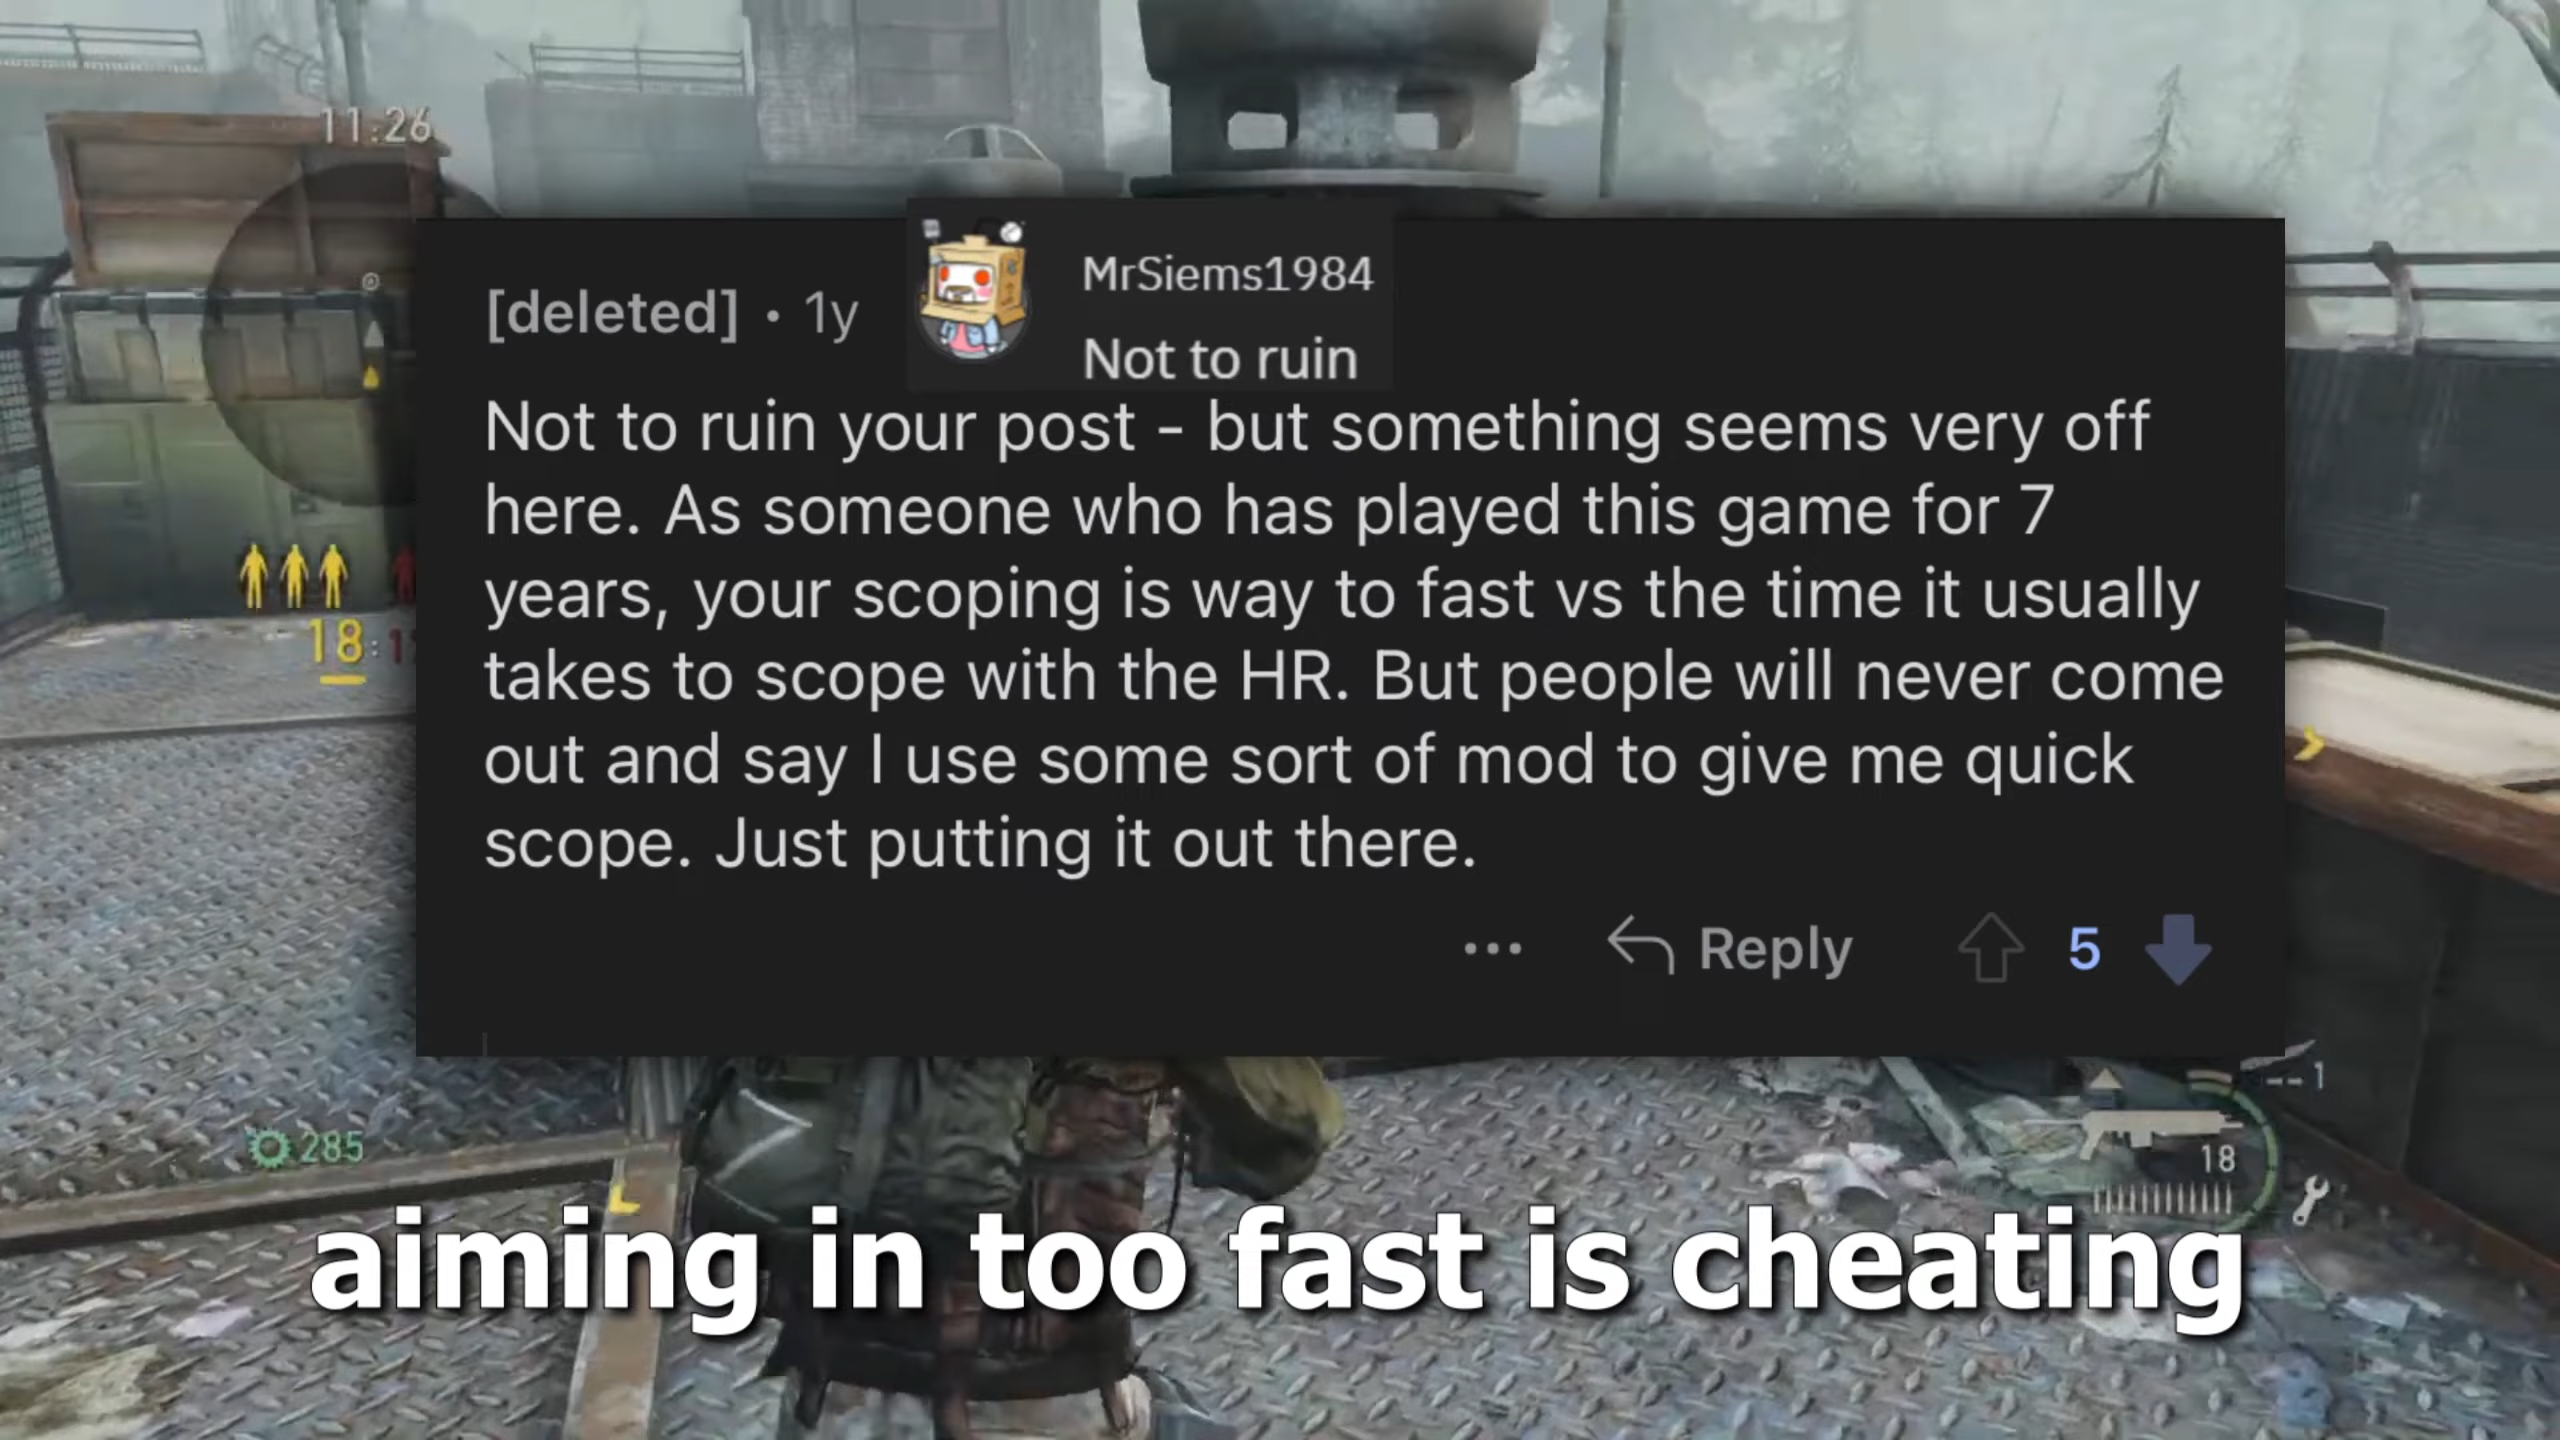 11:26
[deleted] • 1y
MrSiems1984
Not to ruin
Not to ruin your post - but something seems very off
here. As someone who has played this game for 7
years, your scoping is way to fast vs the time it usually
takes to scope with the HR. But people will never come
out and say I use some sort of mod to give me quick
scope. Just putting it out there.
... Reply 5
18:
1
285
18
aiming in too fast is cheating